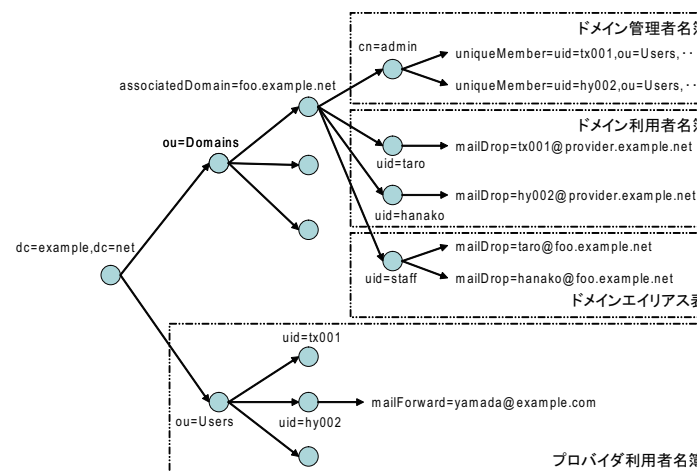 ドメイン管理者名簿
cn=admin
uniqueMember=uid=tx001,ou=Users,‥
uniqueMember=uid=hy002,ou=Users,‥
associatedDomain=foo.example.net
ドメイン利用者名簿
ou=Domains
mailDrop=tx001@provider.example.net
uid=taro
mailDrop=hy002@provider.example.net
uid=hanako
dc=example,dc=net
mailDrop=taro@foo.example.net
uid=staff
mailDrop=hanako@foo.example.net
ドメインエイリアス表
uid=tx001
mailForward=yamada@example.com
ou=Users
uid=hy002
プロバイダ利用者名簿